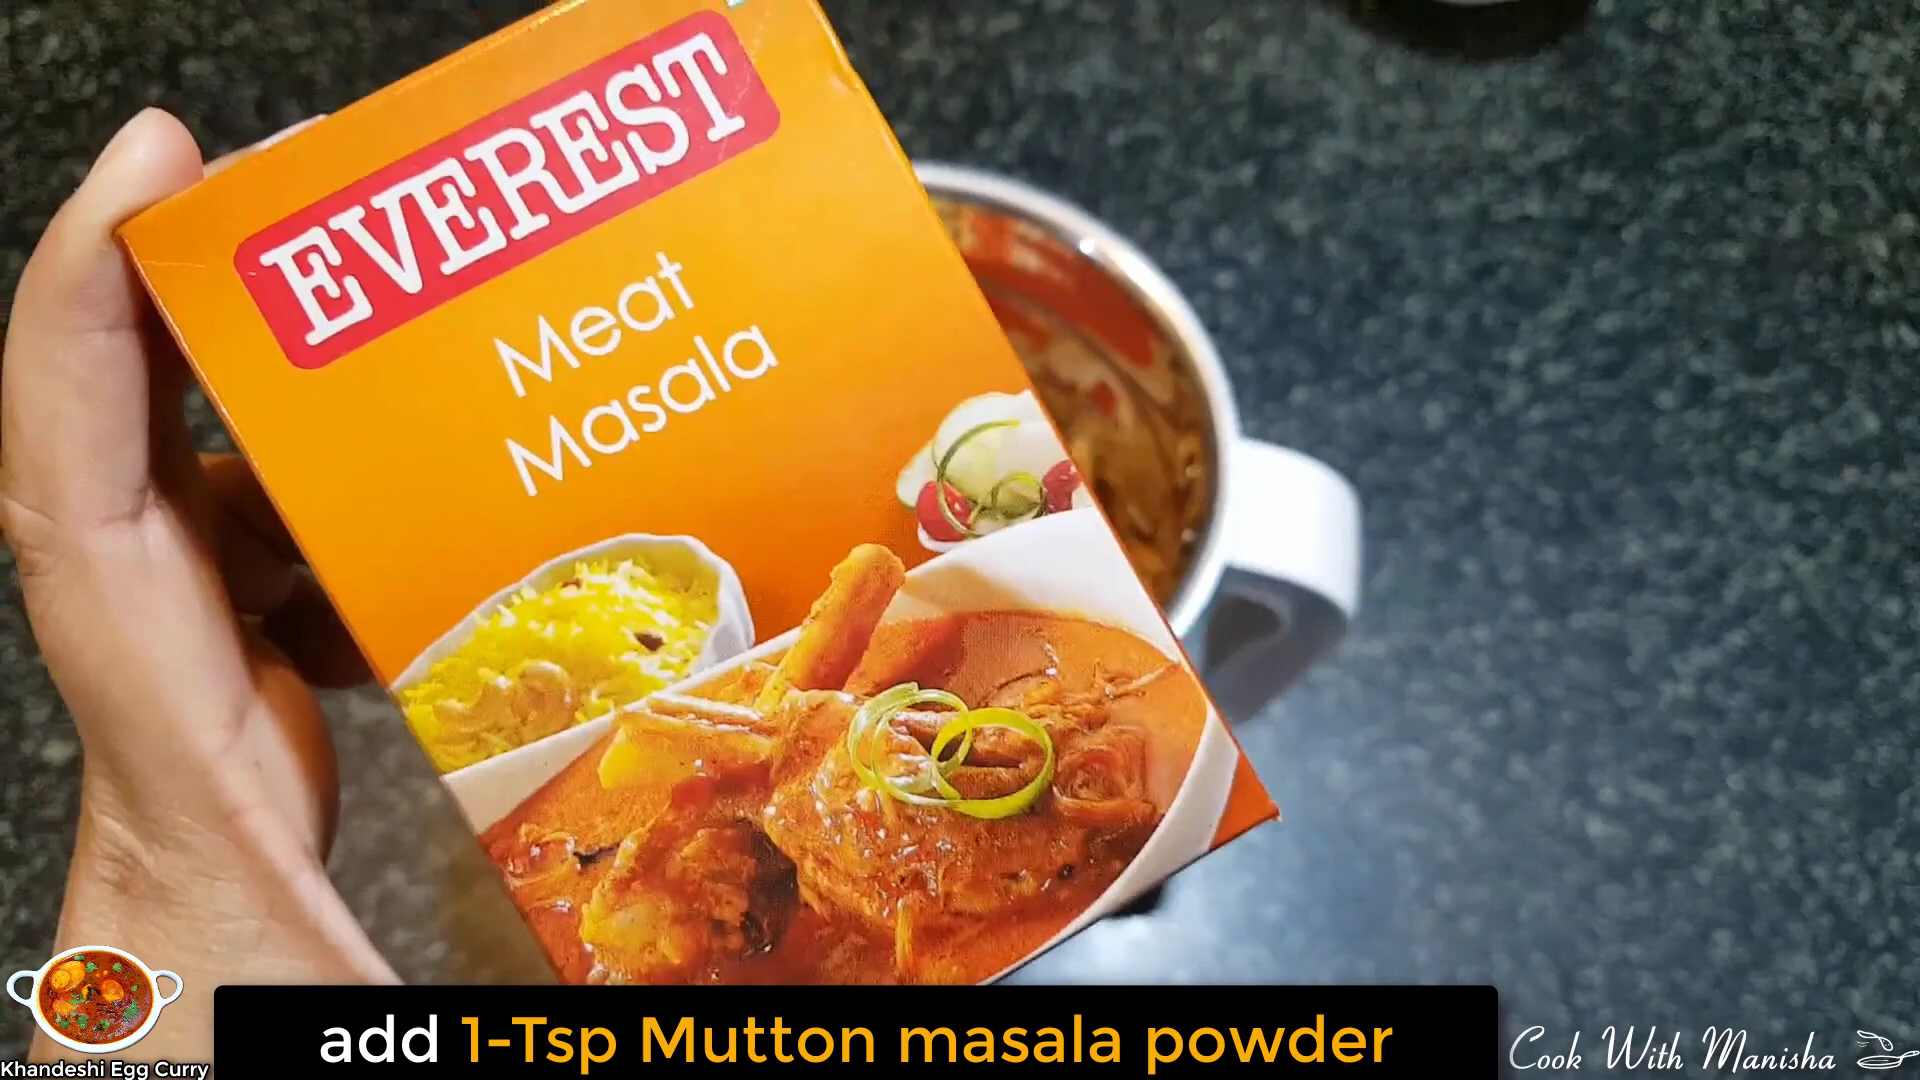 EVEREST
Meat
Masala
add 1-Tsp Mutton masala powder
Khandeshi Egg Curry
Cook With Manisha